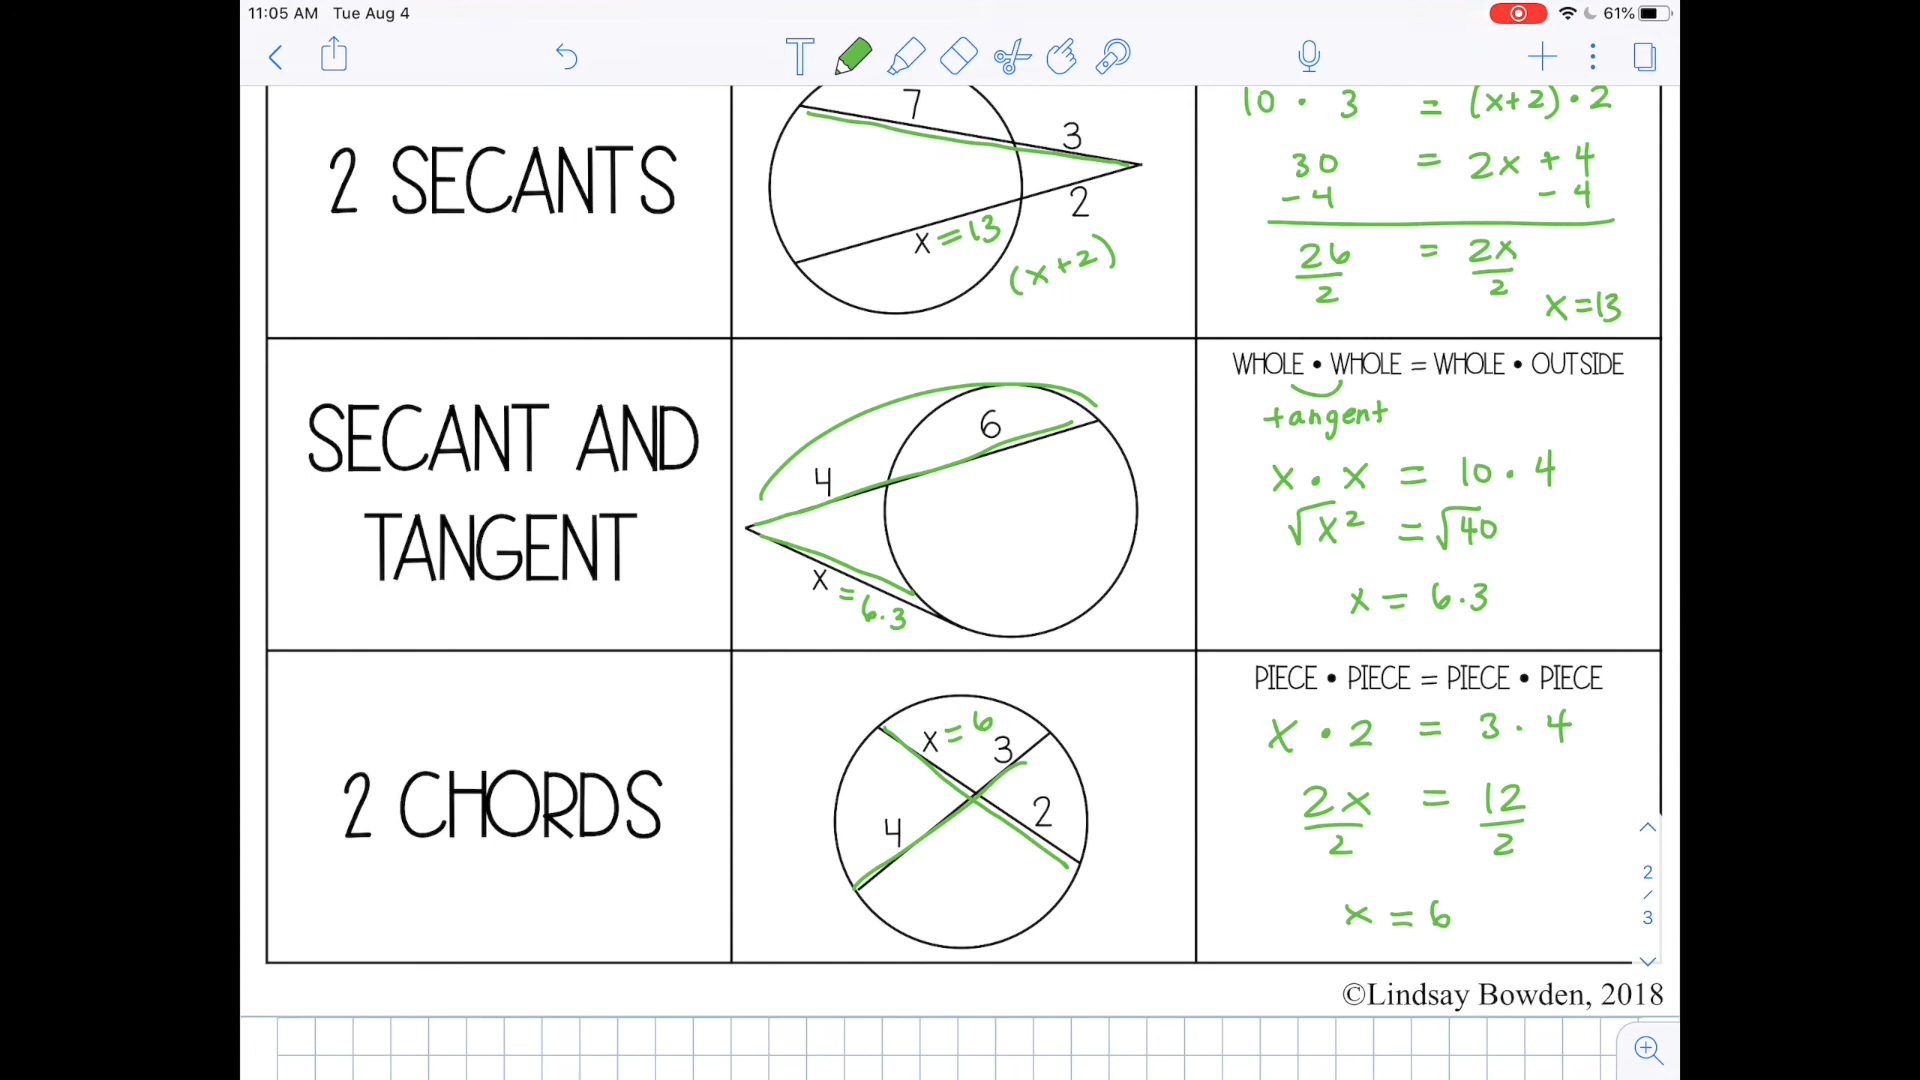 11:05 AM Tue Aug 4
61%
T
2 SECANTS
7
3
2
x = 13
(x+2)
10 · 3 = (x+2) · 2
30 = 2x + 4
- 4 - 4
26 = 2x
2 2
x = 13
SECANT AND
TANGENT
6
4
x = 6.3
WHOLE • WHOLE = WHOLE • OUTSIDE
tangent
x · x = 10 · 4
√x² = √40
x = 6.3
2 CHORDS
x = 6
3
2
4
PIECE • PIECE = PIECE • PIECE
x · 2 = 3 · 4
2x = 12
2 2
x = 6
2
/
3
©Lindsay Bowden, 2018